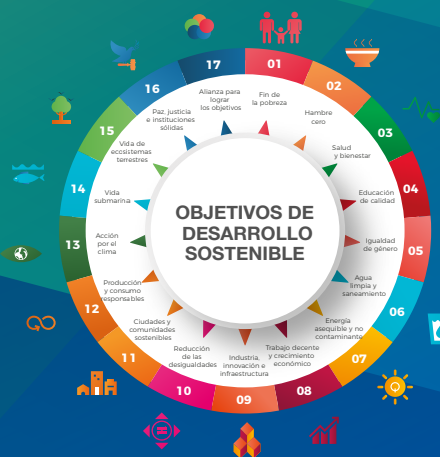 OBJETIVOS DE
DESARROLLO
SOSTENIBLE
01
Fin de
la pobreza
02
Hambre
cero
03
Salud
y bienestar
04
Educación
de calidad
05
Igualdad
de género
06
Agua
limpia y
saneamiento
07
Energía
asequible y no
contaminante
08
Trabajo decente
y crecimiento
económico
09
Industria,
innovación e
infraestructura
10
Reducción
de las
desigualdades
11
Ciudades y
comunidades
sostenibles
12
Producción
y consumo
responsables
13
Acción
por el
clima
14
Vida
submarina
15
Vida de
ecosistemas
terrestres
16
Paz, justicia
e instituciones
sólidas
17
Alianza para
lograr
los objetivos